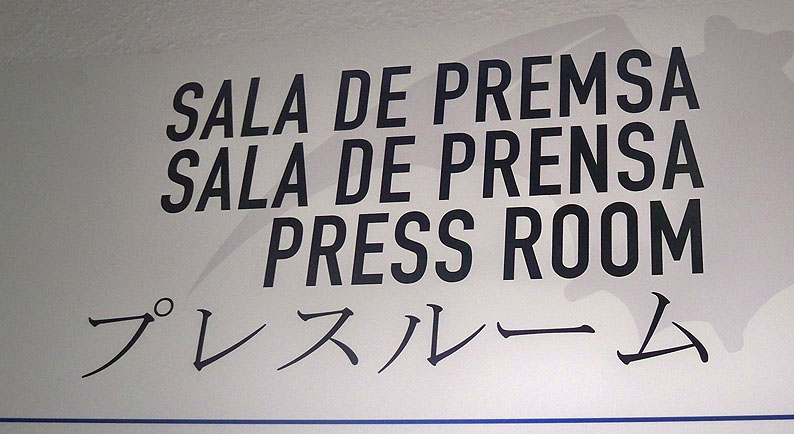 SALA DE PREMSA
SALA DE PRENSA
PRESS ROOM
プレスルーム